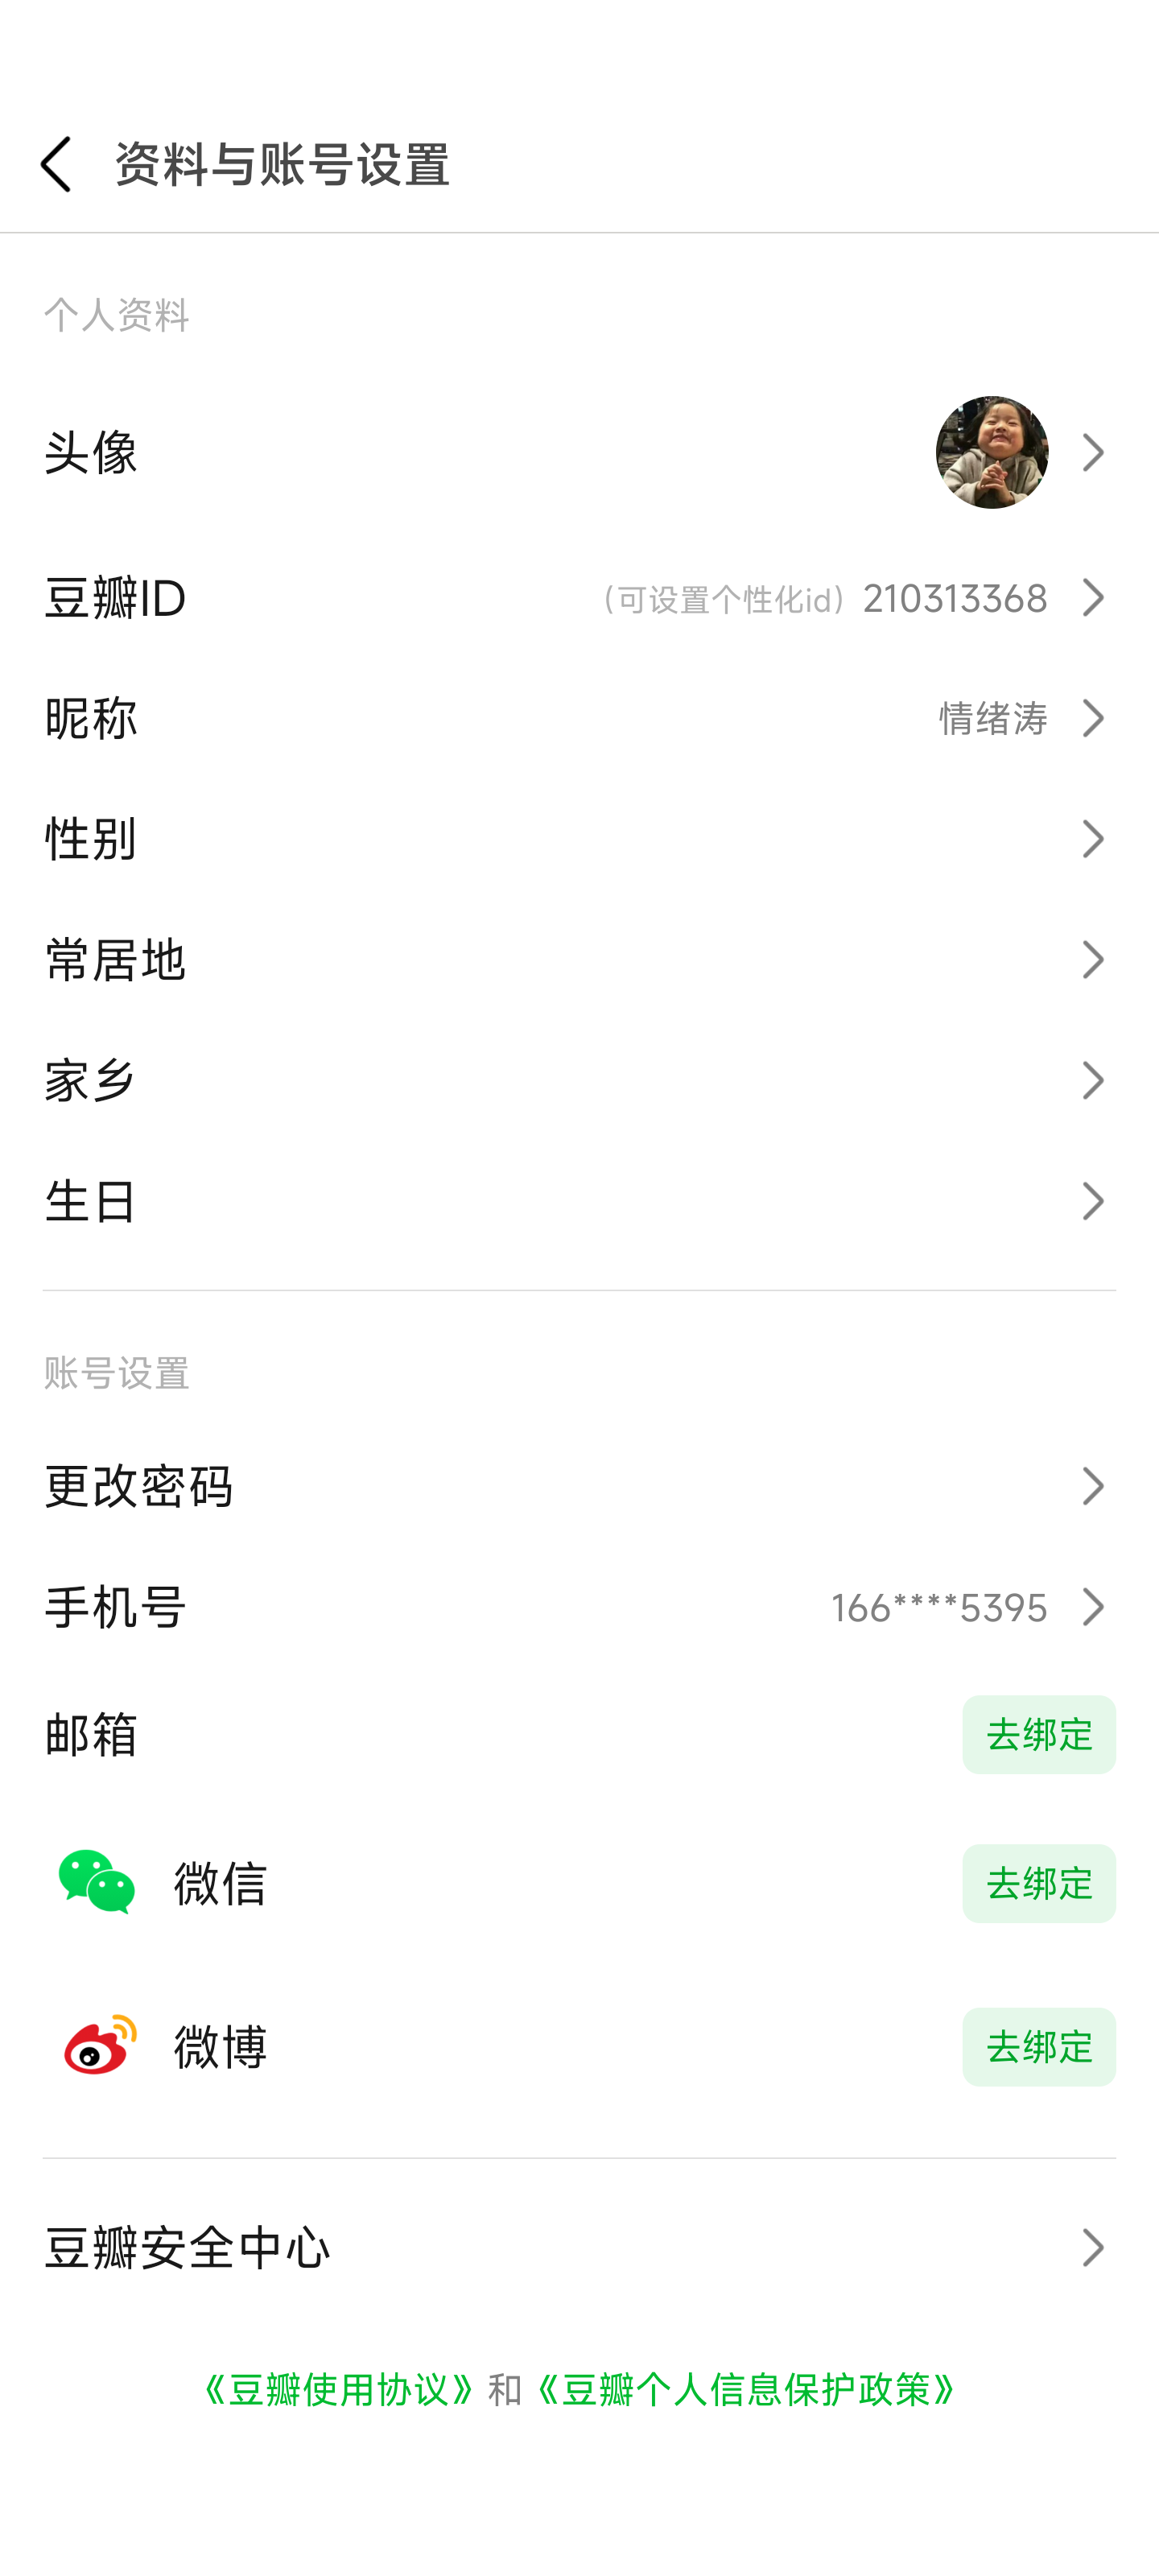 资料与账号设置
个人资料
头像
豆瓣ID (可设置个性化id) 210313368
昵称 情绪涛
性别
常居地
家乡
生日
账号设置
更改密码
手机号 166****5395
邮箱 去绑定
微信 去绑定
微博 去绑定
豆瓣安全中心
《豆瓣使用协议》和《豆瓣个人信息保护政策》